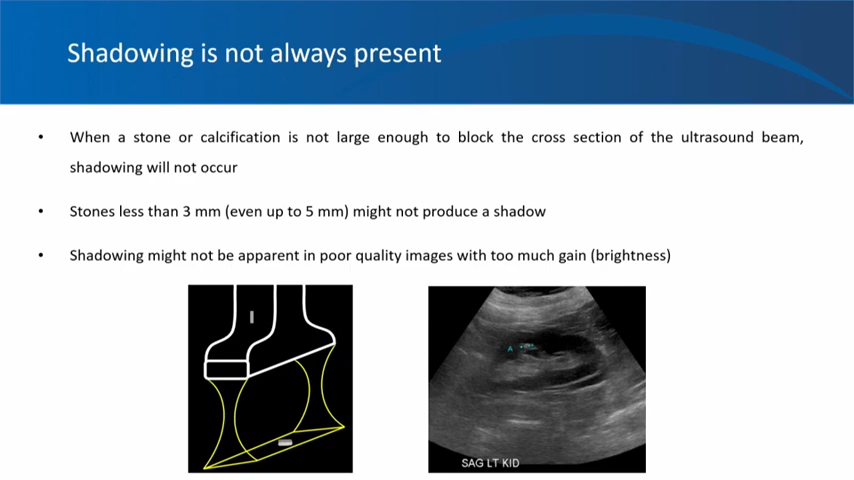 Shadowing is not always present
• When a stone or calcification is not large enough to block the cross section of the ultrasound beam,
shadowing will not occur
• Stones less than 3 mm (even up to 5 mm) might not produce a shadow
• Shadowing might not be apparent in poor quality images with too much gain (brightness)
A
SAG LT KID